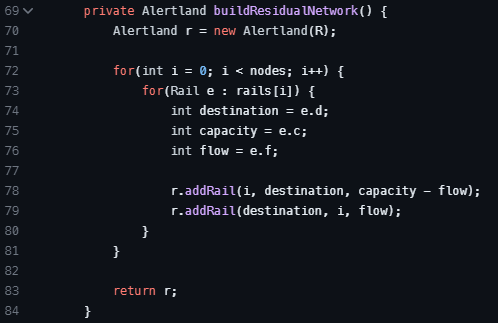 69 private Alertland buildResidualNetwork() {
70 Alertland r = new Alertland(R);
71
72 for(int i = 0; i < nodes; i++) {
73 for(Rail e : rails[i]) {
74 int destination = e.d;
75 int capacity = e.c;
76 int flow = e.f;
77
78 r.addRail(i, destination, capacity - flow);
79 r.addRail(destination, i, flow);
80 }
81 }
82
83 return r;
84 }